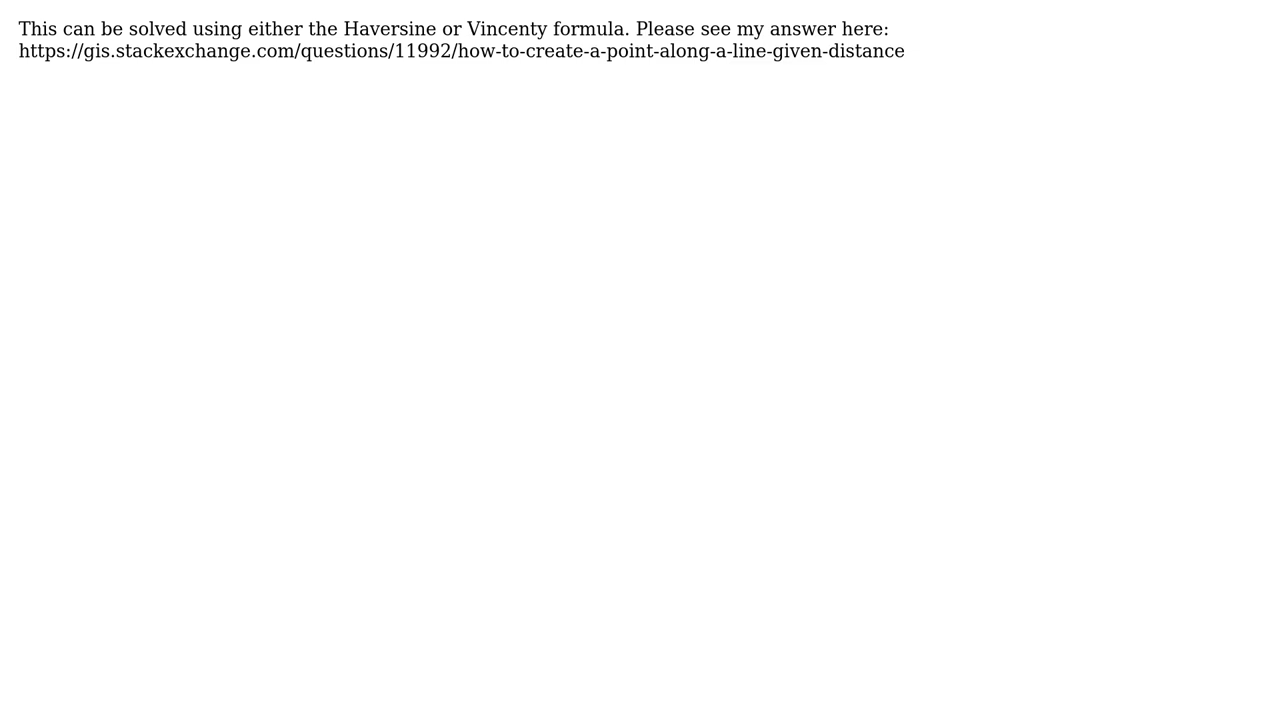 This can be solved using either the Haversine or Vincenty formula. Please see my answer here:
https://gis.stackexchange.com/questions/11992/how-to-create-a-point-along-a-line-given-distance